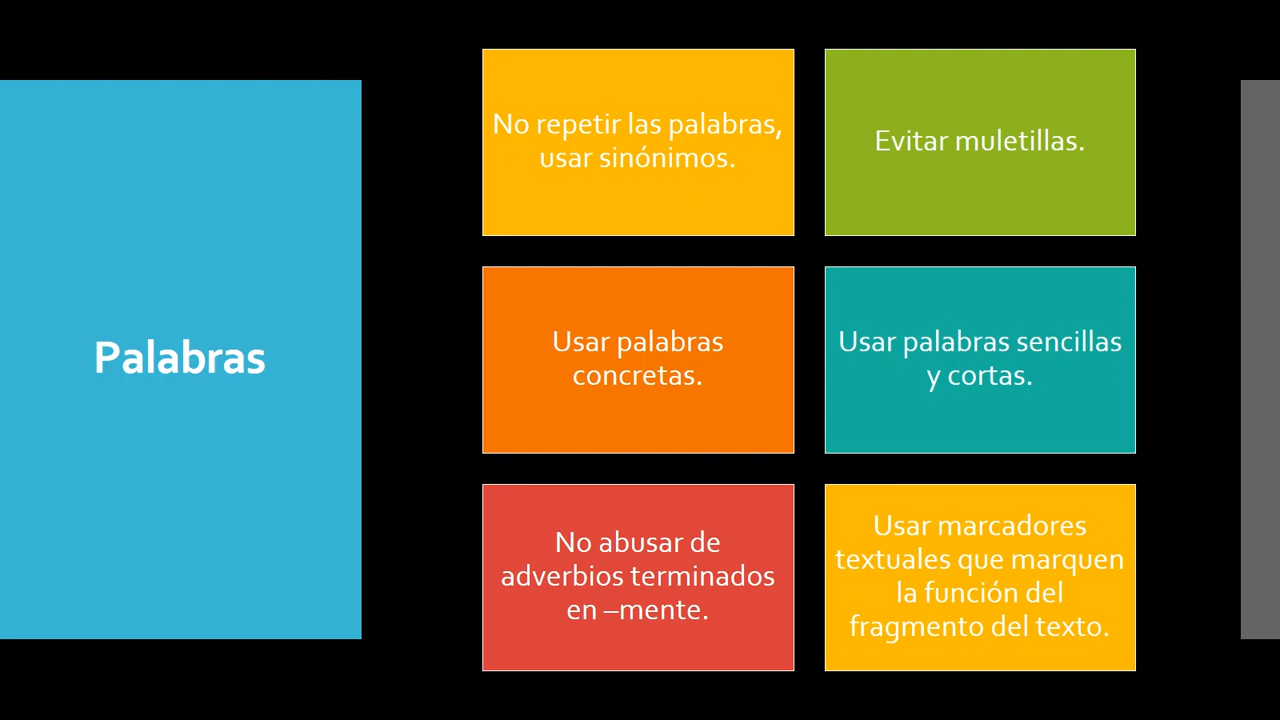 Palabras
No repetir las palabras,
usar sinónimos.
Evitar muletillas.
Usar palabras
concretas.
Usar palabras sencillas
y cortas.
No abusar de
adverbios terminados
en –mente.
Usar marcadores
textuales que marquen
la función del
fragmento del texto.